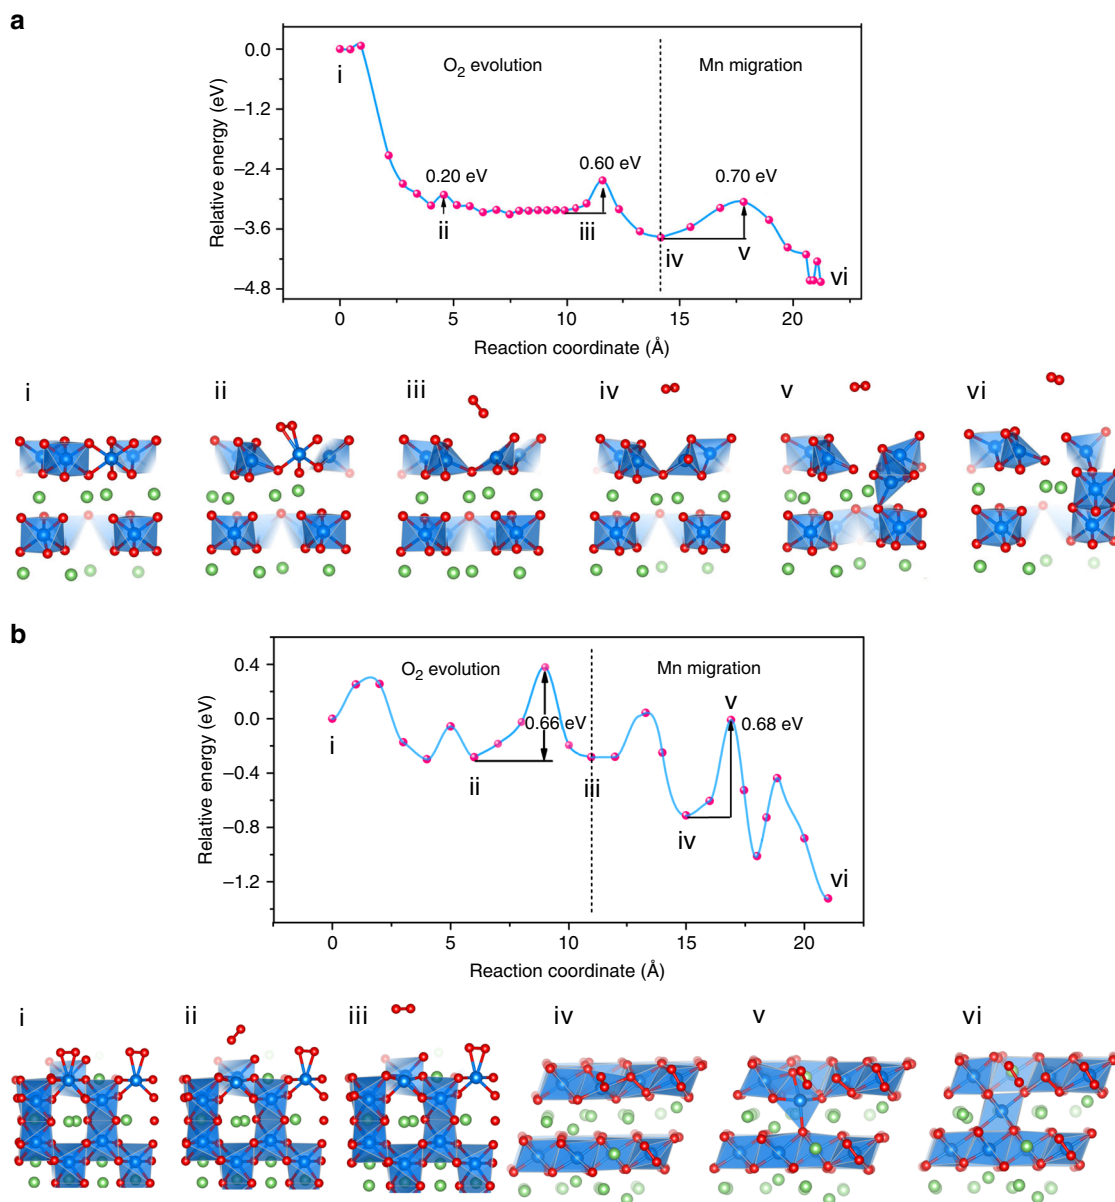 a
0.0
−1.2
−2.4
−3.6
−4.8
Relative energy (eV)
O2 evolution
Mn migration
i
0.20 eV
ii
0.60 eV
iii
0.70 eV
iv
v
vi
0
5
10
15
20
Reaction coordinate (Å)
i
ii
iii
iv
v
vi
b
0.4
0.0
−0.4
−0.8
−1.2
Relative energy (eV)
O2 evolution
Mn migration
i
ii
0.66 eV
iii
iv
v
0.68 eV
vi
0
5
10
15
20
Reaction coordinate (Å)
i
ii
iii
iv
v
vi